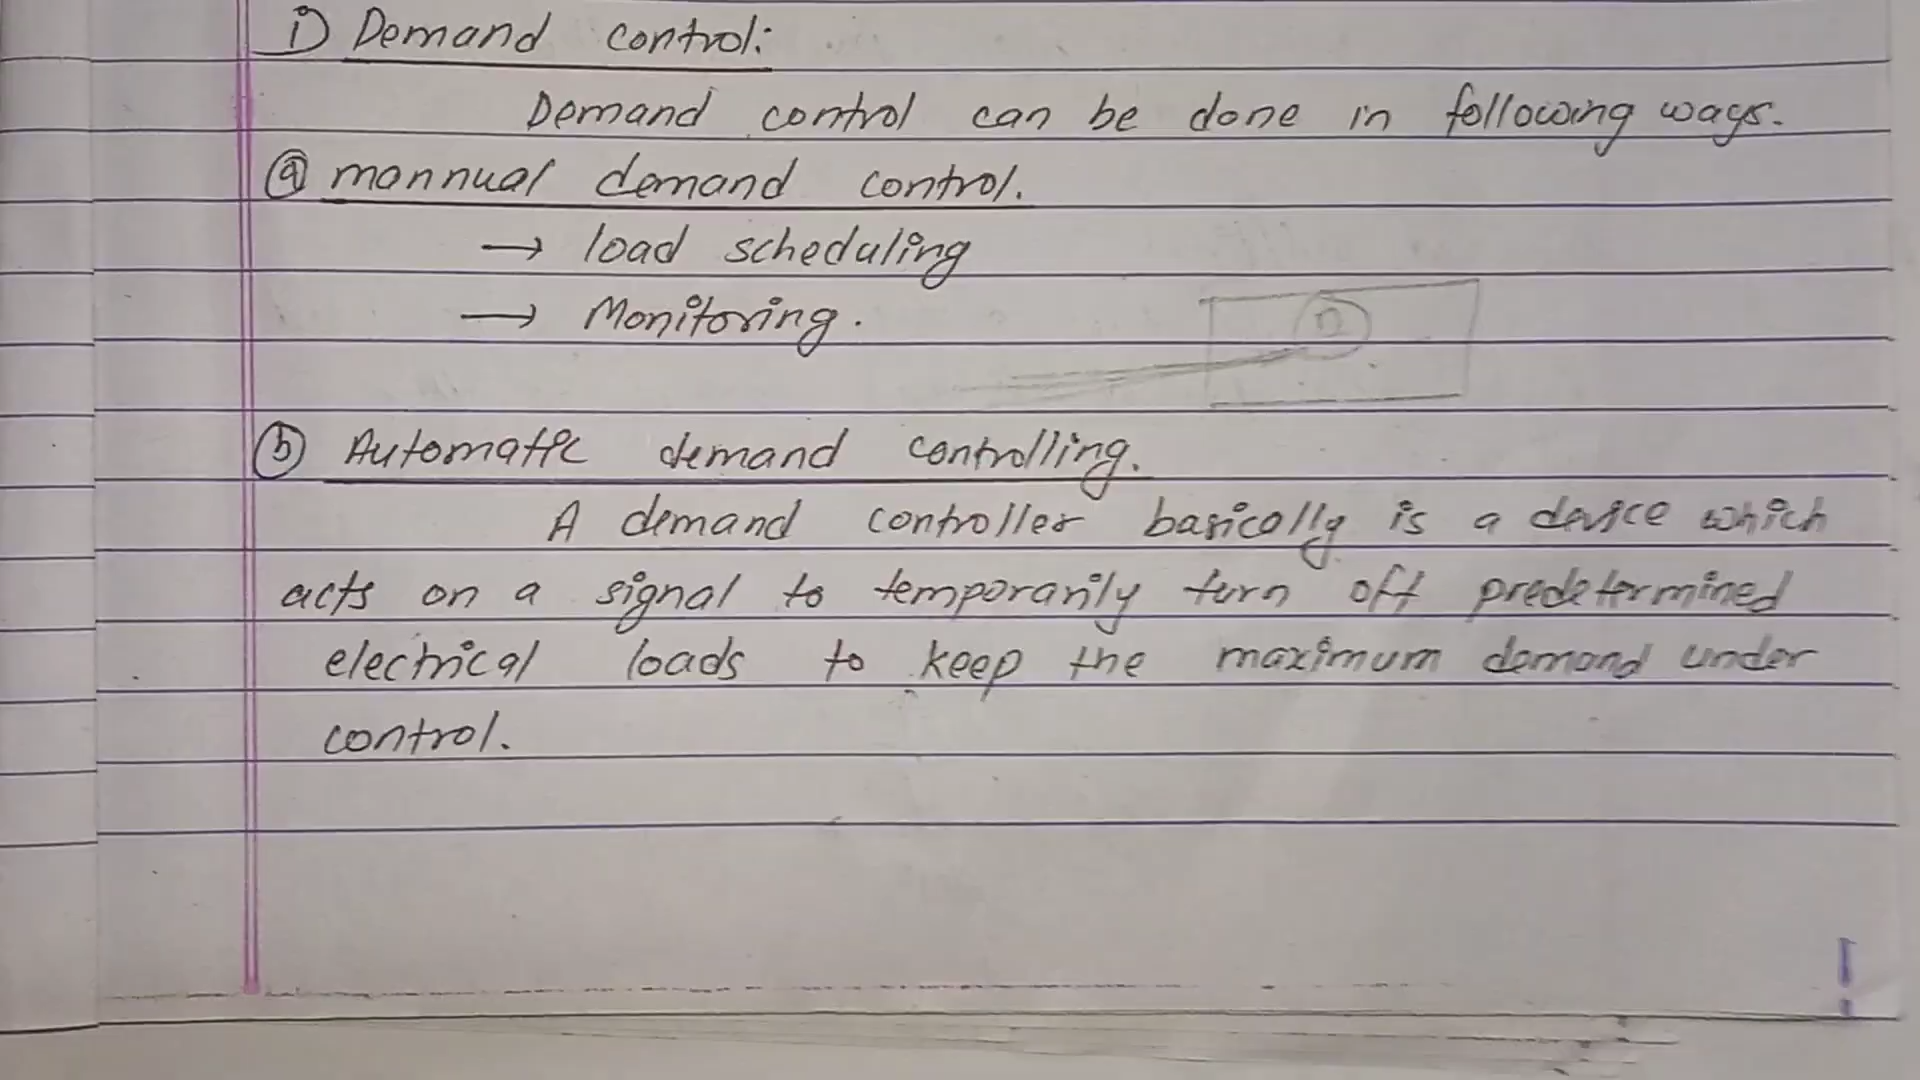 i) Demand control:
Demand control can be done in following ways.
(a) mannual demand control.
→ load scheduling
→ Monitoring.
(b) Automatic demand controlling.
A demand controller basically is a device which
acts on a signal to temporarily turn off predetermined
electrical loads to keep the maximum demand under
control.